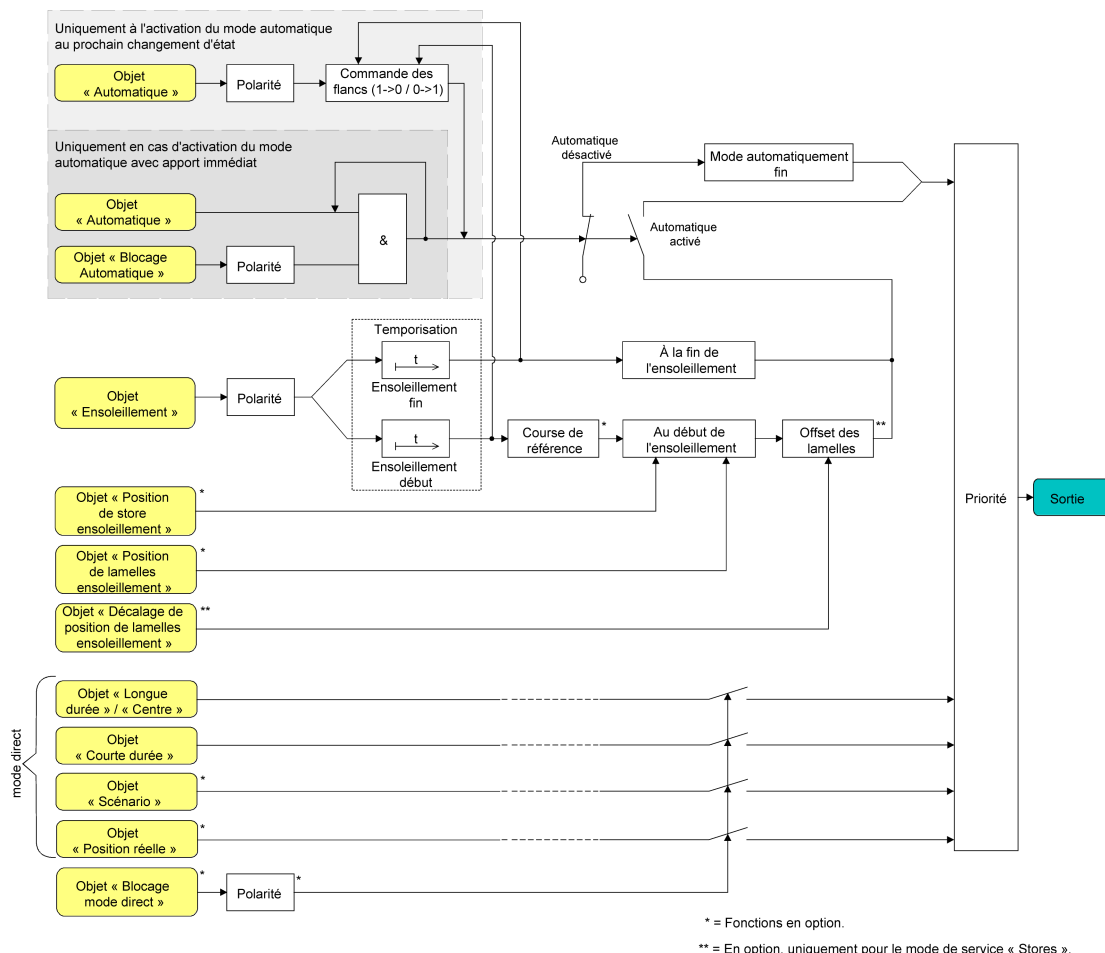 Uniquement à l'activation du mode automatique
au prochain changement d'état
Objet
« Automatique »
Polarité
Commande des
flancs (1->0 / 0->1)
Uniquement en cas d'activation du mode
automatique avec apport immédiat
Objet
« Automatique »
&
Objet « Blocage
Automatique »
Polarité
Automatique
désactivé
Mode automatiquement
fin
Automatique
activé
Temporisation
t
Ensoleillement
fin
À la fin de
l'ensoleillement
Objet
« Ensoleillement »
Polarité
t
Ensoleillement
début
Course de
référence
*
Au début de
l'ensoleillement
Offset des
lamelles
**
Objet « Position
de store
ensoleillement »
*
Objet « Position
de lamelles
ensoleillement »
*
Objet « Décalage de
position de lamelles
ensoleillement »
**
Priorité
Sortie
mode direct
Objet « Longue
durée » / « Centre »
Objet
« Courte durée »
Objet
« Scénario »
*
Objet
« Position réelle »
*
Objet « Blocage
mode direct »
*
Polarité
*
* = Fonctions en option.
** = En option, uniquement pour le mode de service « Stores ».